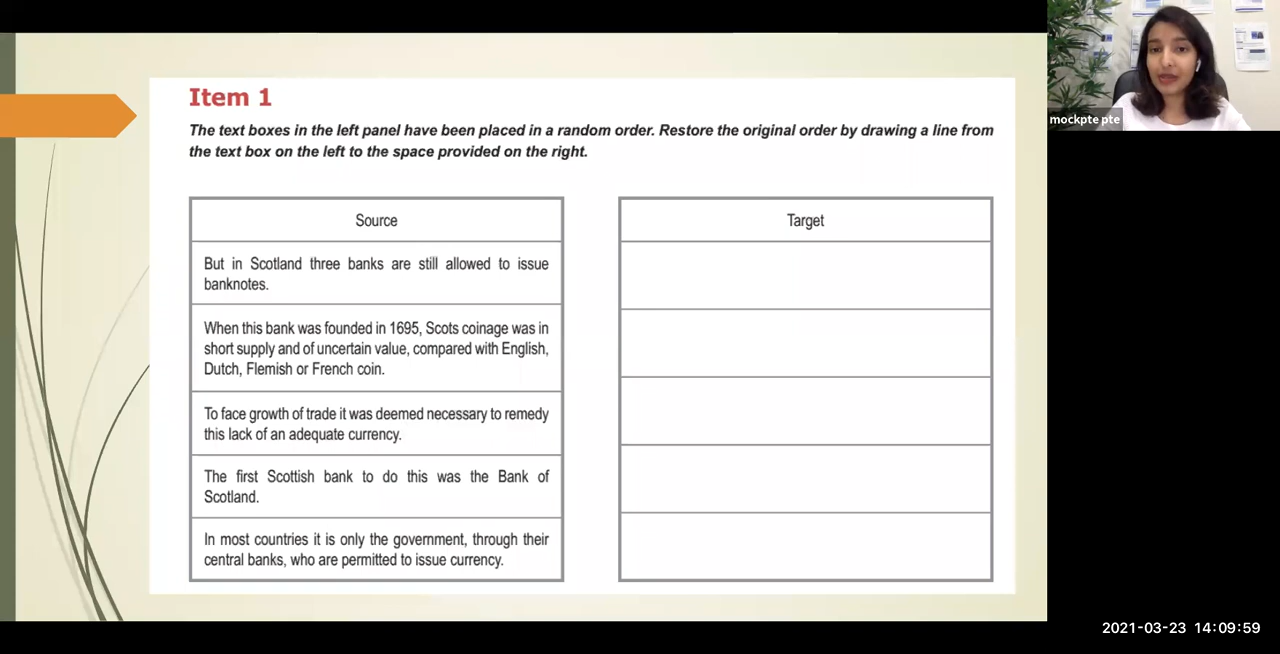 Item 1
The text boxes in the left panel have been placed in a random order. Restore the original order by drawing a line from
the text box on the left to the space provided on the right.
Source
But in Scotland three banks are still allowed to issue
banknotes.
When this bank was founded in 1695, Scots coinage was in
short supply and of uncertain value, compared with English,
Dutch, Flemish or French coin.
To face growth of trade it was deemed necessary to remedy
this lack of an adequate currency.
The first Scottish bank to do this was the Bank of
Scotland.
In most countries it is only the government, through their
central banks, who are permitted to issue currency.
Target
mockpte pte
2021-03-23 14:09:59